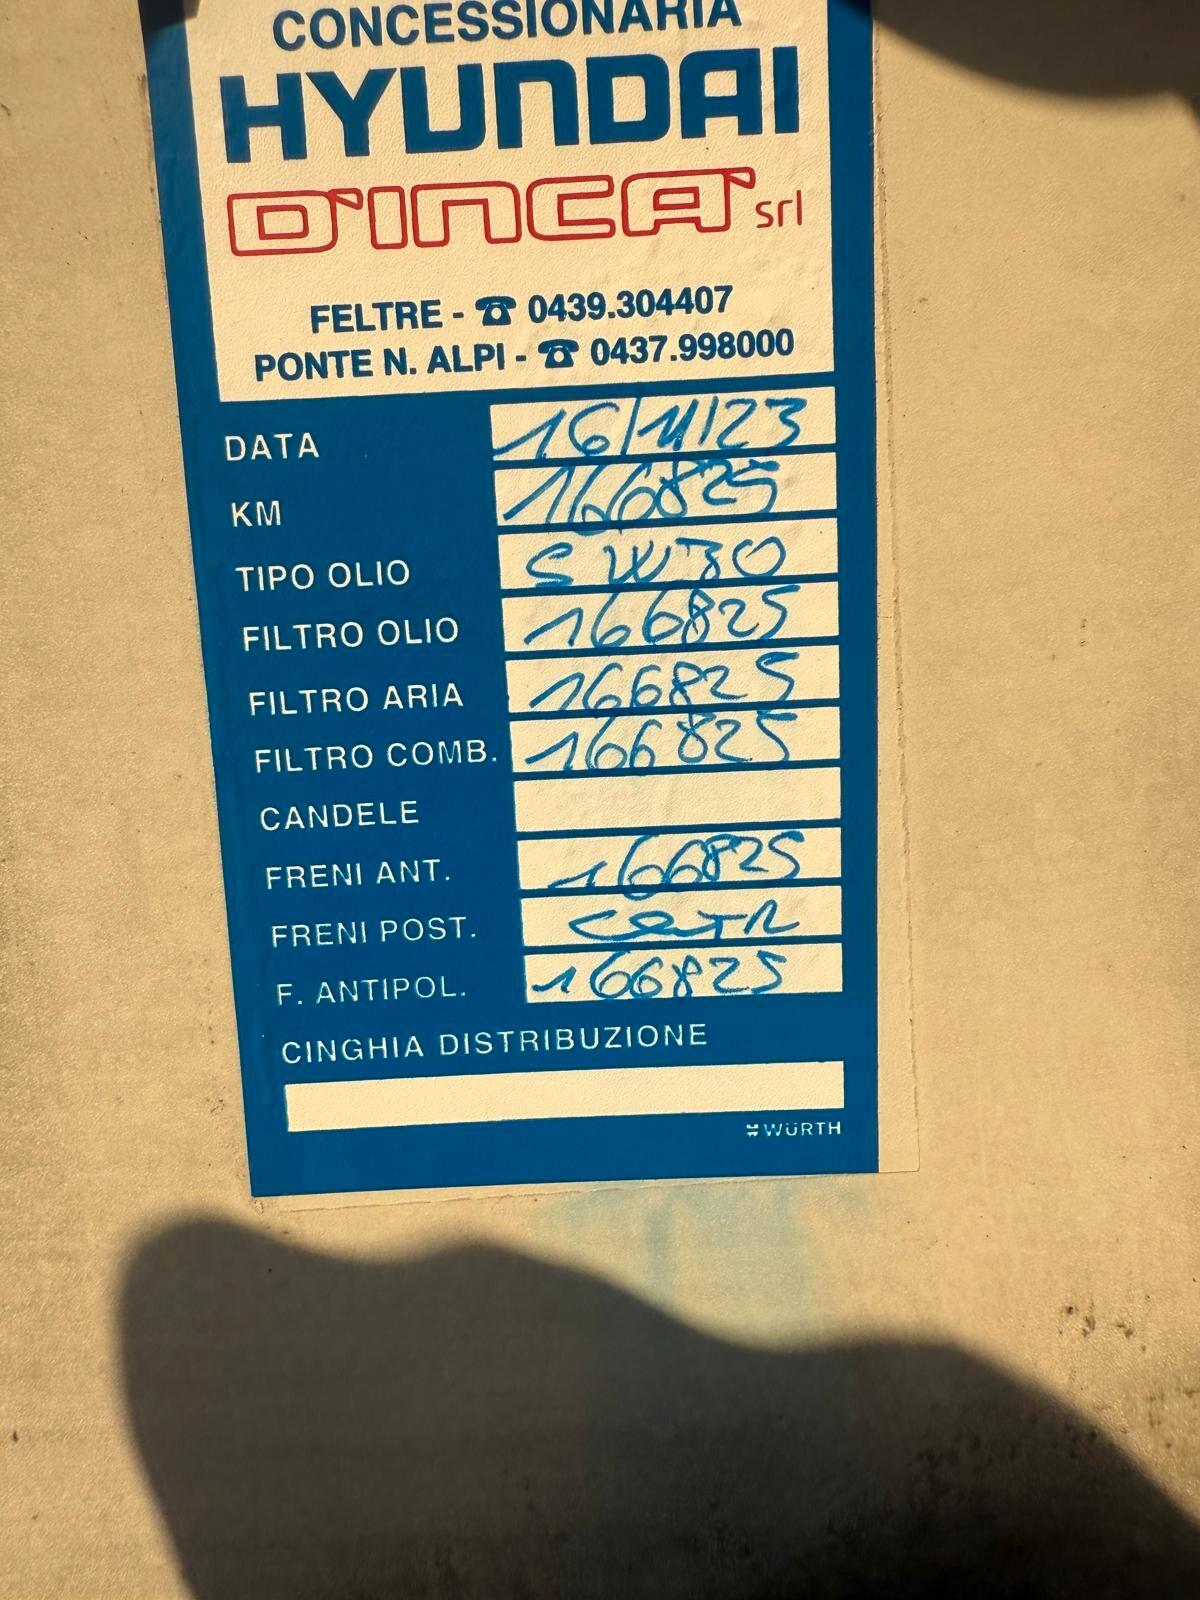 CONCESSIONARIA
HYUNDAI
D'INCA' srl
FELTRE - ☎ 0439.304407
PONTE N. ALPI - ☎ 0437.998000
DATA 16/11/23
KM 166825
TIPO OLIO 5W30
FILTRO OLIO 166825
FILTRO ARIA 166825
FILTRO COMB. 166825
CANDELE
FRENI ANT. 166825
FRENI POST.
F. ANTIPOL. 166825
CINGHIA DISTRIBUZIONE
WÜRTH